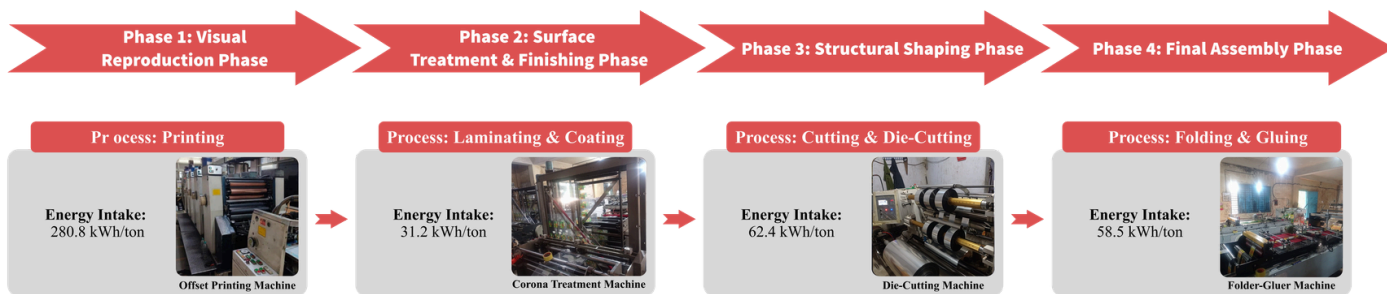 Phase 1: Visual
Reproduction Phase
Phase 2: Surface
Treatment & Finishing Phase
Phase 3: Structural Shaping Phase
Phase 4: Final Assembly Phase
Pr ocess: Printing
Energy Intake:
280.8 kWh/ton
Offset Printing Machine
Process: Laminating & Coating
Energy Intake:
31.2 kWh/ton
Corona Treatment Machine
Process: Cutting & Die-Cutting
Energy Intake:
62.4 kWh/ton
Die-Cutting Machine
Process: Folding & Gluing
Energy Intake:
58.5 kWh/ton
Folder-Gluer Machine